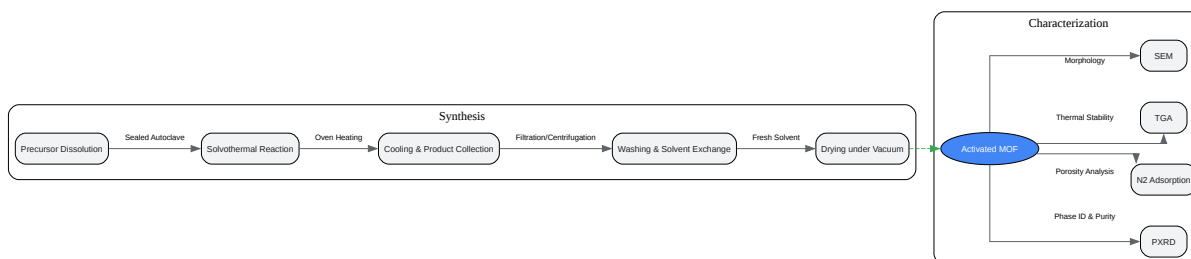 Synthesis
Precursor Dissolution
Sealed Autoclave
Solvothermal Reaction
Oven Heating
Cooling & Product Collection
Filtration/Centrifugation
Washing & Solvent Exchange
Fresh Solvent
Drying under Vacuum
Characterization
Activated MOF
Morphology
SEM
Thermal Stability
TGA
Porosity Analysis
N2 Adsorption
Phase ID & Purity
PXRD